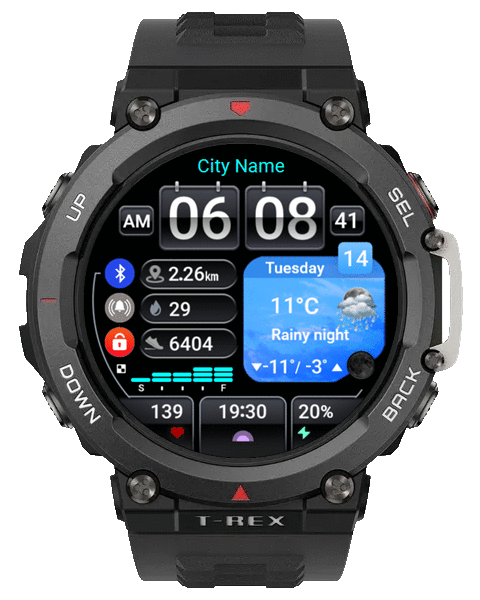 City Name
AM 06 08 41
UP
SEL
Tuesday 14
2.26km
29
6404
11°C
Rainy night
-11°/ -3°
S F
DOWN
BACK
139 19:30 20%
T-REX